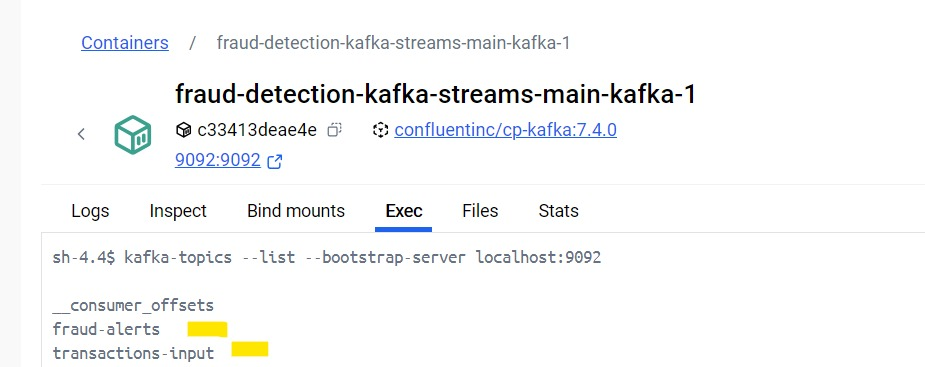 Containers / fraud-detection-kafka-streams-main-kafka-1
fraud-detection-kafka-streams-main-kafka-1
c33413deae4e confluentinc/cp-kafka:7.4.0
9092:9092
Logs Inspect Bind mounts Exec Files Stats
sh-4.4$ kafka-topics --list --bootstrap-server localhost:9092
__consumer_offsets
fraud-alerts
transactions-input